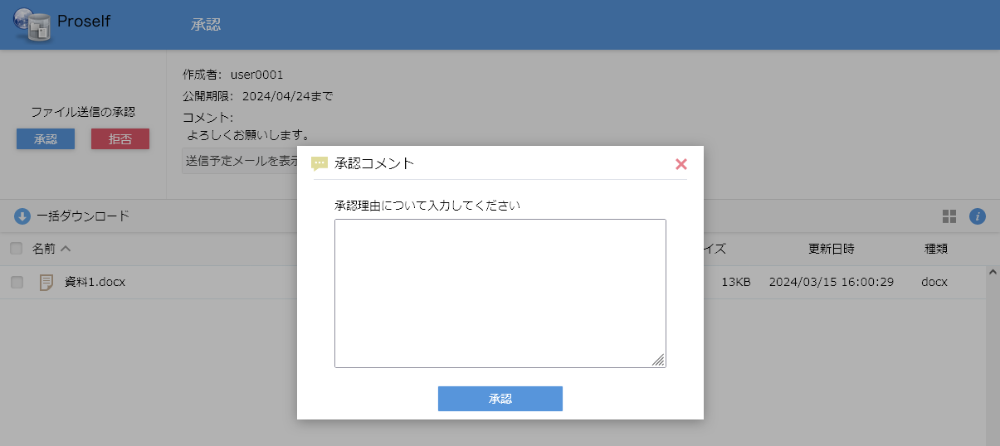 Proself
承認
作成者: user0001
公開期限: 2024/04/24まで
コメント:
よろしくお願いします。
ファイル送信の承認
承認
拒否
送信予定メールを表示
承認コメント
承認理由について入力してください
承認
一括ダウンロード
名前
イズ
更新日時
種類
資料1.docx
13KB
2024/03/15 16:00:29
docx